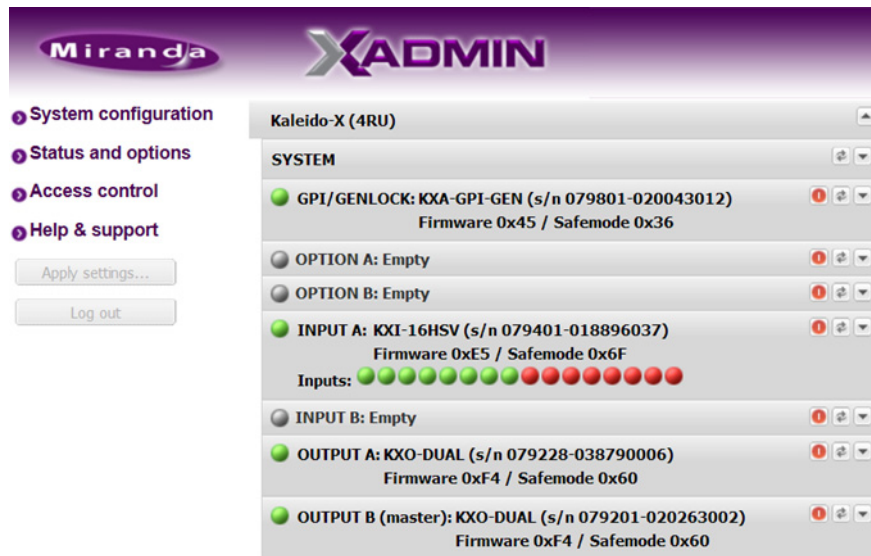 Miranda
XADMIN
System configuration
Status and options
Access control
Help & support
Apply settings...
Log out
Kaleido-X (4RU)
SYSTEM
GPI/GENLOCK: KXA-GPI-GEN (s/n 079801-020043012)
Firmware 0x45 / Safemode 0x36
OPTION A: Empty
OPTION B: Empty
INPUT A: KXI-16HSV (s/n 079401-018896037)
Firmware 0xE5 / Safemode 0x6F
Inputs:
INPUT B: Empty
OUTPUT A: KXO-DUAL (s/n 079228-038790006)
Firmware 0xF4 / Safemode 0x60
OUTPUT B (master): KXO-DUAL (s/n 079201-020263002)
Firmware 0xF4 / Safemode 0x60